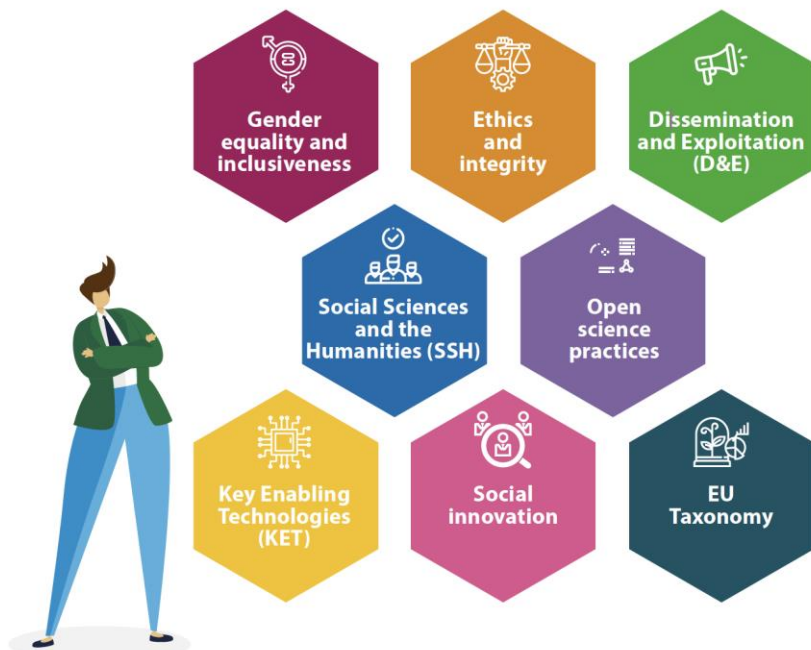 Gender
equality and
inclusiveness
Ethics
and
integrity
Dissemination
and Exploitation
(D&E)
Social Sciences
and the
Humanities (SSH)
Open
science
practices
Key Enabling
Technologies
(KET)
Social
innovation
EU
Taxonomy